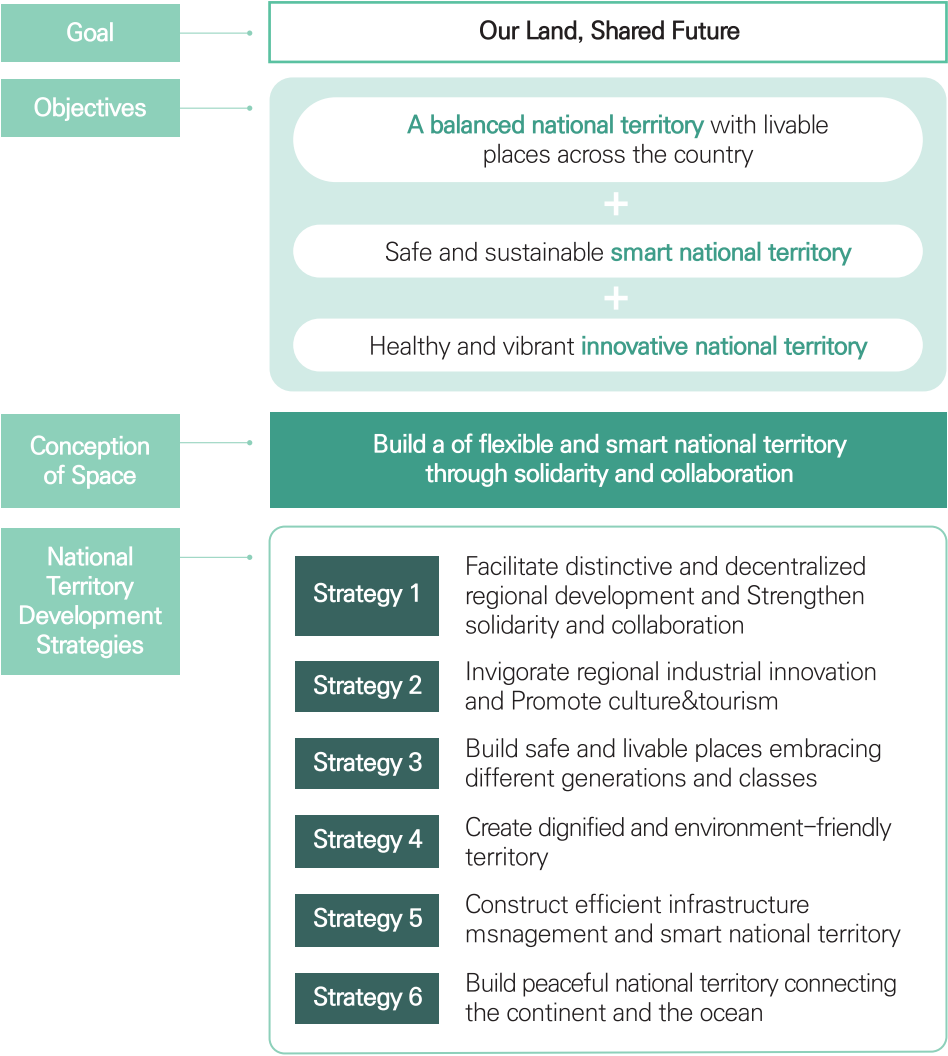 Goal
Our Land, Shared Future
Objectives
A balanced national territory with livable
places across the country
+
Safe and sustainable smart national territory
+
Healthy and vibrant innovative national territory
Conception
of Space
Build a of flexible and smart national territory
through solidarity and collaboration
National
Territory
Development
Strategies
Strategy 1
Facilitate distinctive and decentralized
regional development and Strengthen
solidarity and collaboration
Strategy 2
Invigorate regional industrial innovation
and Promote culture&tourism
Strategy 3
Build safe and livable places embracing
different generations and classes
Strategy 4
Create dignified and environment-friendly
territory
Strategy 5
Construct efficient infrastructure
msnagement and smart national territory
Strategy 6
Build peaceful national territory connecting
the continent and the ocean